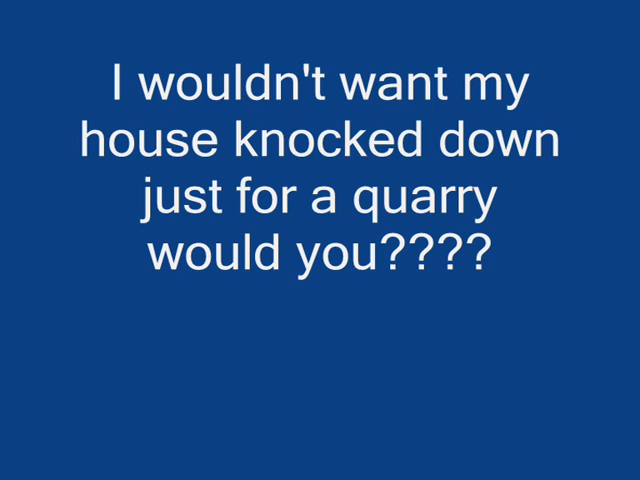 I wouldn't want my
house knocked down
just for a quarry
would you????